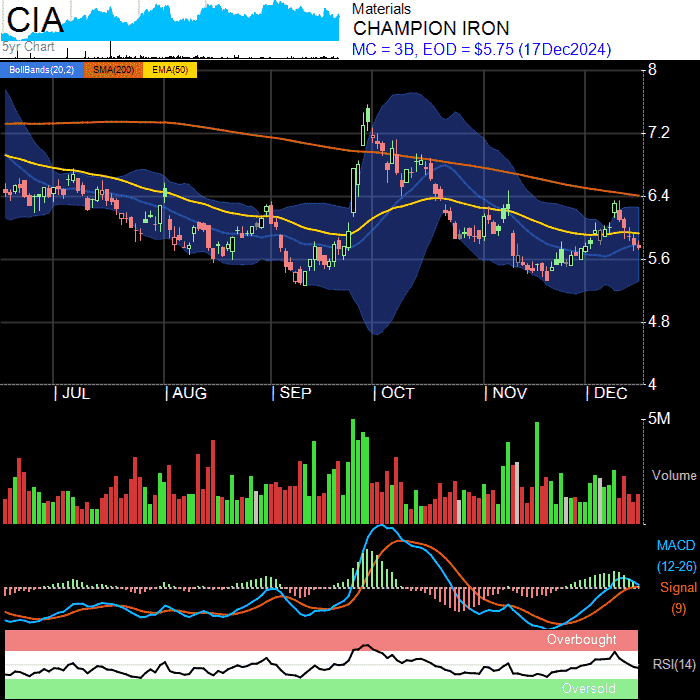 CIA
5yr Chart
Materials
CHAMPION IRON
MC = 3B, EOD = $5.75 (17Dec2024)
BollBands(20,2) SMA(200) EMA(50)
8
7.2
6.4
5.6
4.8
4
| JUL | AUG | SEP | OCT | NOV | DEC
5M
Volume
MACD
(12-26)
Signal
(9)
Overbought
RSI(14)
Oversold